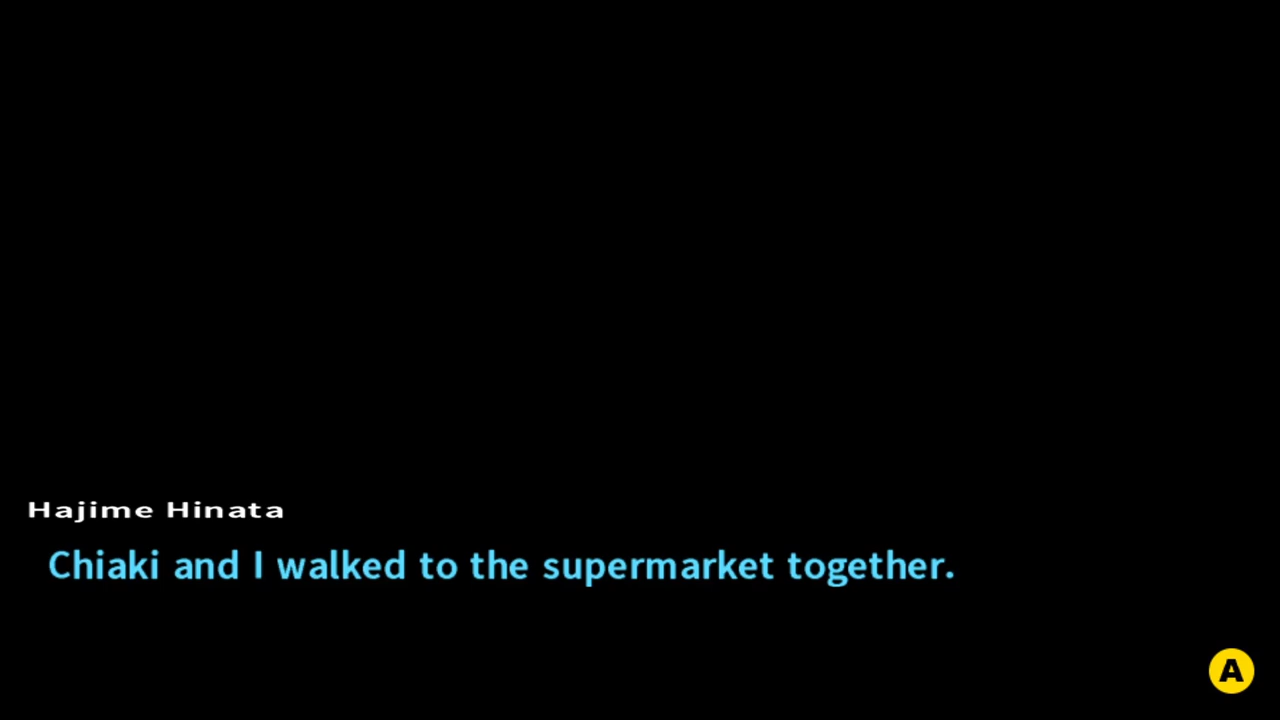 Hajime Hinata
Chiaki and I walked to the supermarket together.
A